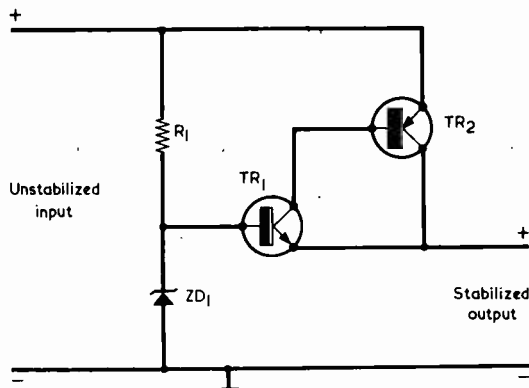 +
R1
TR2
TR1
Unstabilized
input
+
ZD1
Stabilized
output
−
−